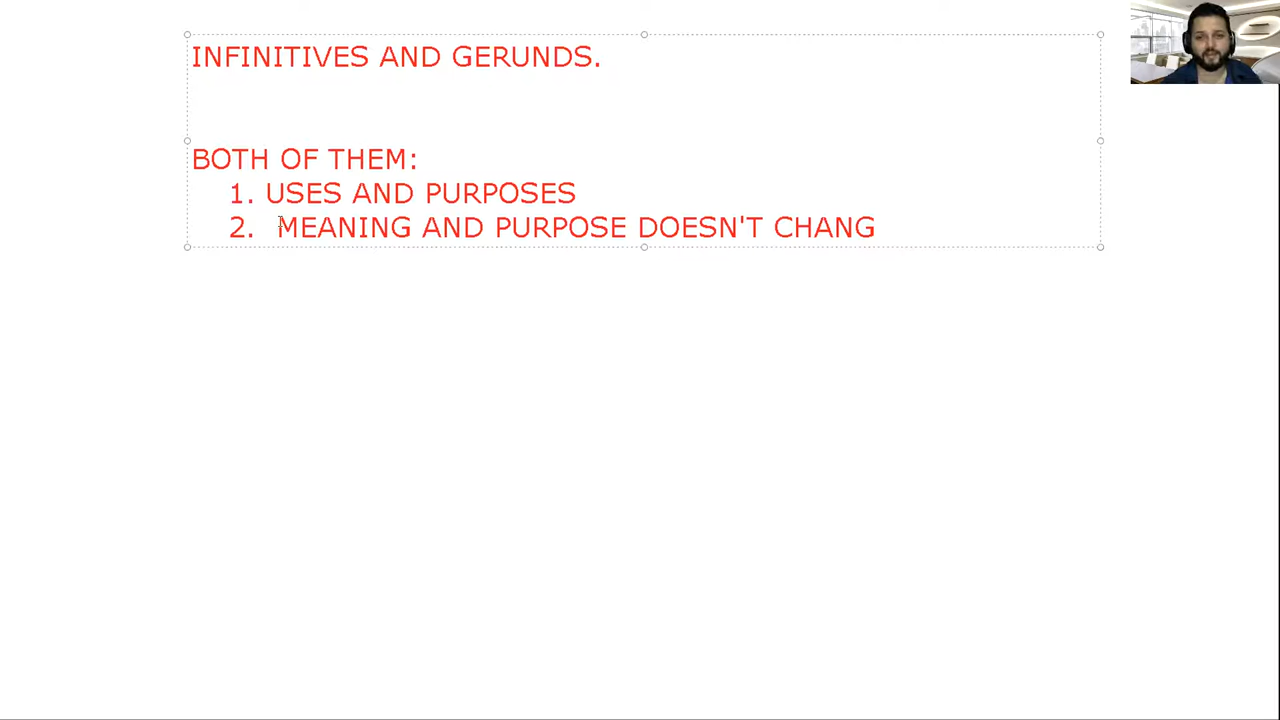 INFINITIVES AND GERUNDS.
BOTH OF THEM:
1. USES AND PURPOSES
2. MEANING AND PURPOSE DOESN'T CHANG